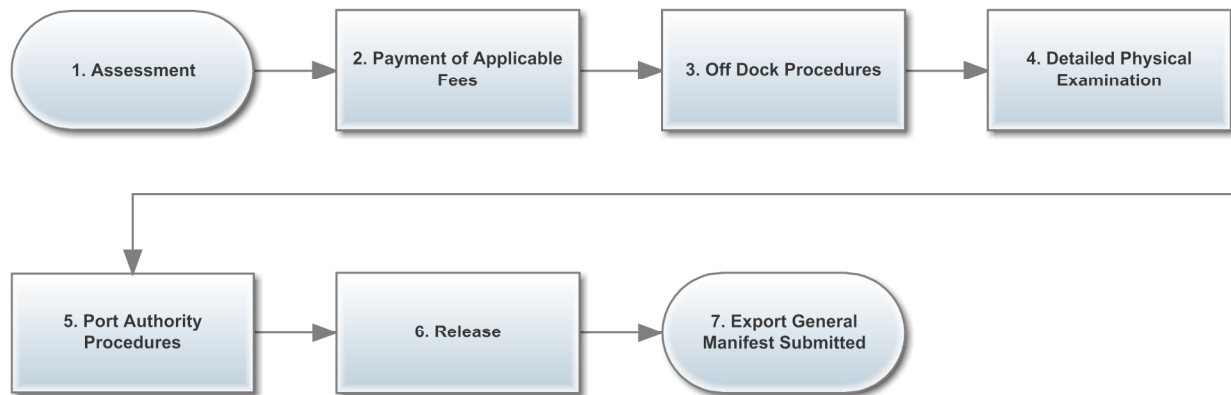 1. Assessment
2. Payment of Applicable
Fees
3. Off Dock Procedures
4. Detailed Physical
Examination
5. Port Authority
Procedures
6. Release
7. Export General
Manifest Submitted